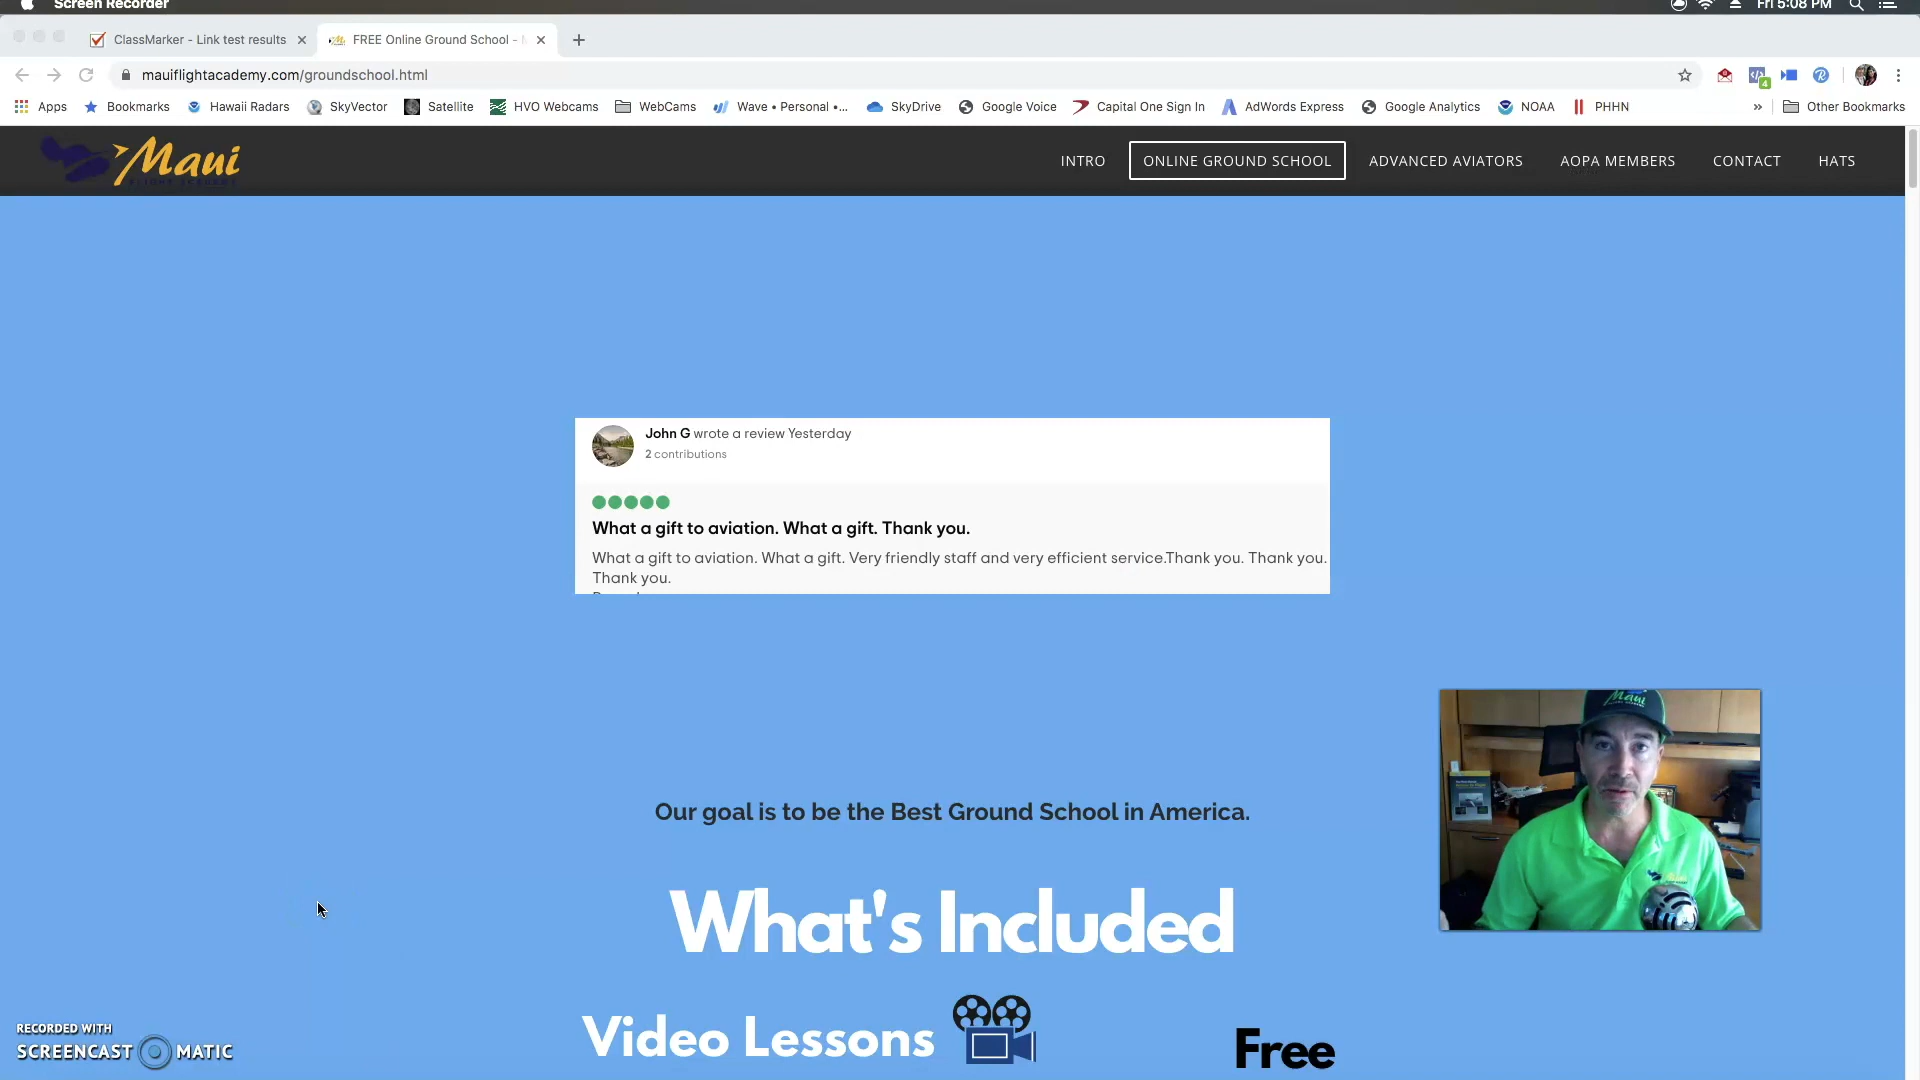 Screen Recorder
Fri 5:08 PM
ClassMarker - Link test results
FREE Online Ground School -
mauiflightacademy.com/groundschool.html
4
Apps
Bookmarks
Hawaii Radars
SkyVector
Satellite
HVO Webcams
WebCams
Wave • Personal •...
SkyDrive
Google Voice
Capital One Sign In
AdWords Express
Google Analytics
NOAA
PHHN
»
Other Bookmarks
Maui
INTRO
ONLINE GROUND SCHOOL
ADVANCED AVIATORS
AOPA MEMBERS
CONTACT
HATS
John G wrote a review Yesterday
2 contributions
What a gift to aviation. What a gift. Thank you.
What a gift to aviation. What a gift. Very friendly staff and very efficient service.Thank you. Thank you.
Thank you.
Our goal is to be the Best Ground School in America.
What's Included
Video Lessons
Free
Maui
RECORDED WITH
SCREENCAST MATIC